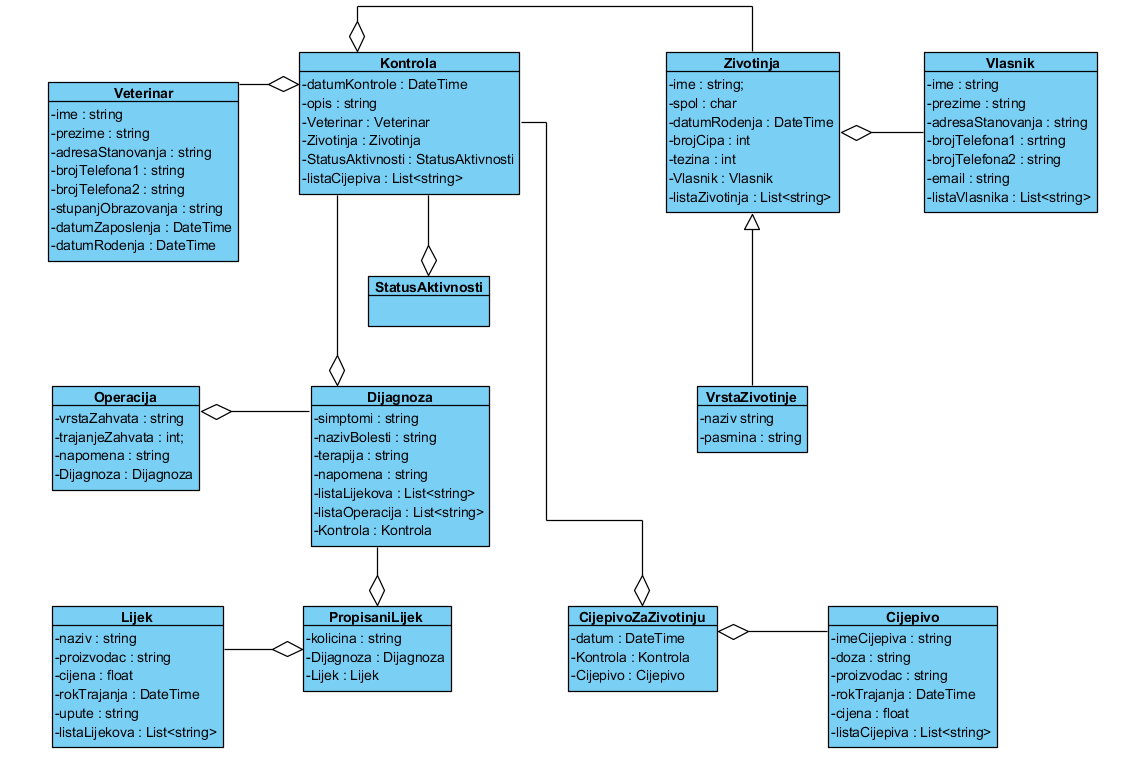 Kontrola
-datumKontrole : DateTime
-opis : string
-Veterinar : Veterinar
-Zivotinja : Zivotinja
-StatusAktivnosti : StatusAktivnosti
-listaCijepiva : List<string>
Zivotinja
-ime : string;
-spol : char
-datumRodenja : DateTime
-brojCipa : int
-tezina : int
-Vlasnik : Vlasnik
-listaZivotinja : List<string>
Vlasnik
-ime : string
-prezime : string
-adresaStanovanja : string
-brojTelefona1 : srtring
-brojTelefona2 : string
-email : string
-listaVlasnika : List<string>
Veterinar
-ime : string
-prezime : string
-adresaStanovanja : string
-brojTelefona1 : string
-brojTelefona2 : string
-stupanjObrazovanja : string
-datumZaposlenja : DateTime
-datumRodenja : DateTime
StatusAktivnosti
Operacija
-vrstaZahvata : string
-trajanjeZahvata : int;
-napomena : string
-Dijagnoza : Dijagnoza
Dijagnoza
-simptomi : string
-nazivBolesti : string
-terapija : string
-napomena : string
-listaLijekova : List<string>
-listaOperacija : List<string>
-Kontrola : Kontrola
VrstaZivotinje
-naziv string
-pasmina : string
Lijek
-naziv : string
-proizvodac : string
-cijena : float
-rokTrajanja : DateTime
-upute : string
-listaLijekova : List<string>
PropisaniLijek
-kolicina : string
-Dijagnoza : Dijagnoza
-Lijek : Lijek
CijepivoZaZivotinju
-datum : DateTime
-Kontrola : Kontrola
-Cijepivo : Cijepivo
Cijepivo
-imeCijepiva : string
-doza : string
-proizvodac : string
-rokTrajanja : DateTime
-cijena : float
-listaCijepiva : List<string>